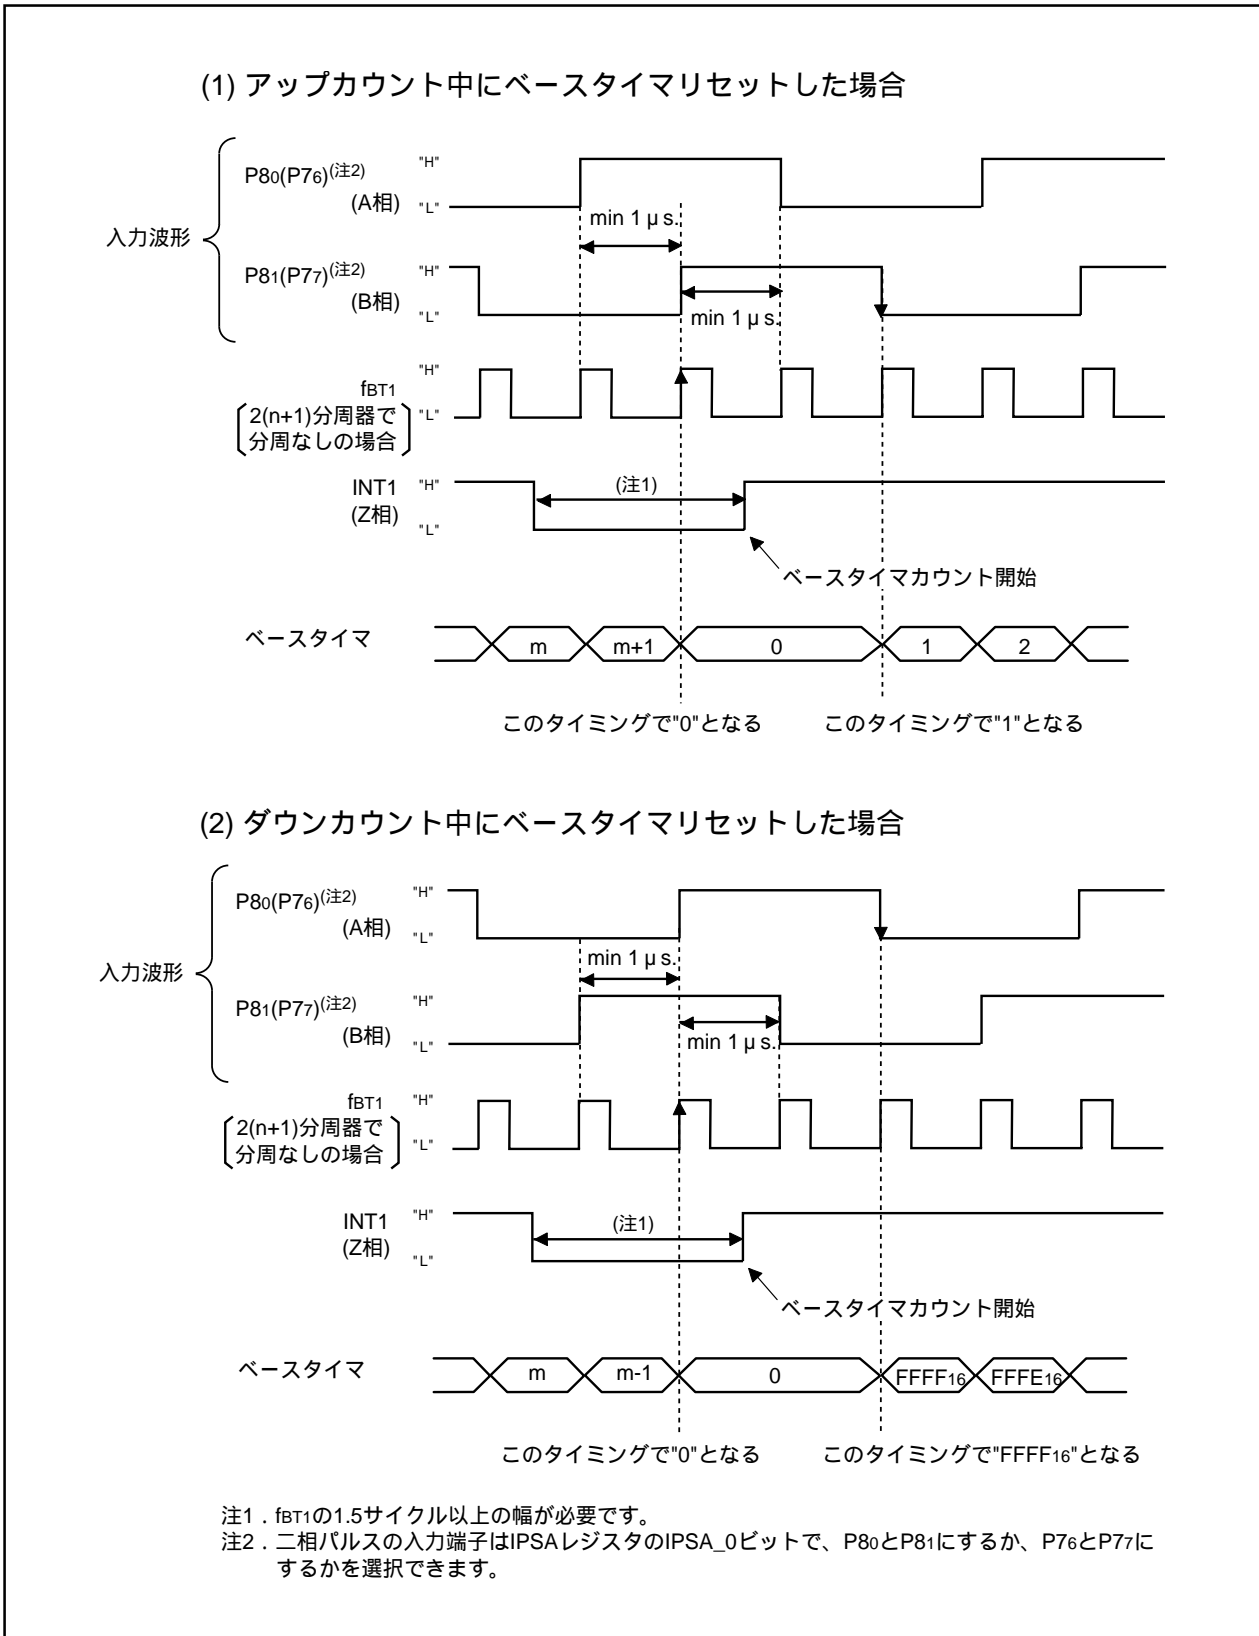 (1) アップカウント中にベースタイマリセットした場合
入力波形
P80(P76)(注2)
(A相)
"H"
"L"
min 1 μ s.
P81(P77)(注2)
(B相)
"H"
"L"
min 1 μ s.
fBT1
2(n+1)分周器で
分周なしの場合
"H"
"L"
INT1
(Z相)
"H"
"L"
(注1)
ベースタイマカウント開始
ベースタイマ
m
m+1
0
1
2
このタイミングで"0"となる
このタイミングで"1"となる
(2) ダウンカウント中にベースタイマリセットした場合
入力波形
P80(P76)(注2)
(A相)
"H"
"L"
min 1 μ s.
P81(P77)(注2)
(B相)
"H"
"L"
min 1 μ s.
fBT1
2(n+1)分周器で
分周なしの場合
"H"
"L"
INT1
(Z相)
"H"
"L"
(注1)
ベースタイマカウント開始
ベースタイマ
m
m-1
0
FFFF16
FFFE16
このタイミングで"0"となる
このタイミングで"FFFF16"となる
注1．fBT1の1.5サイクル以上の幅が必要です。
注2．二相パルスの入力端子はIPSAレジスタのIPSA_0ビットで、P80とP81にするか、P76とP77に
するかを選択できます。